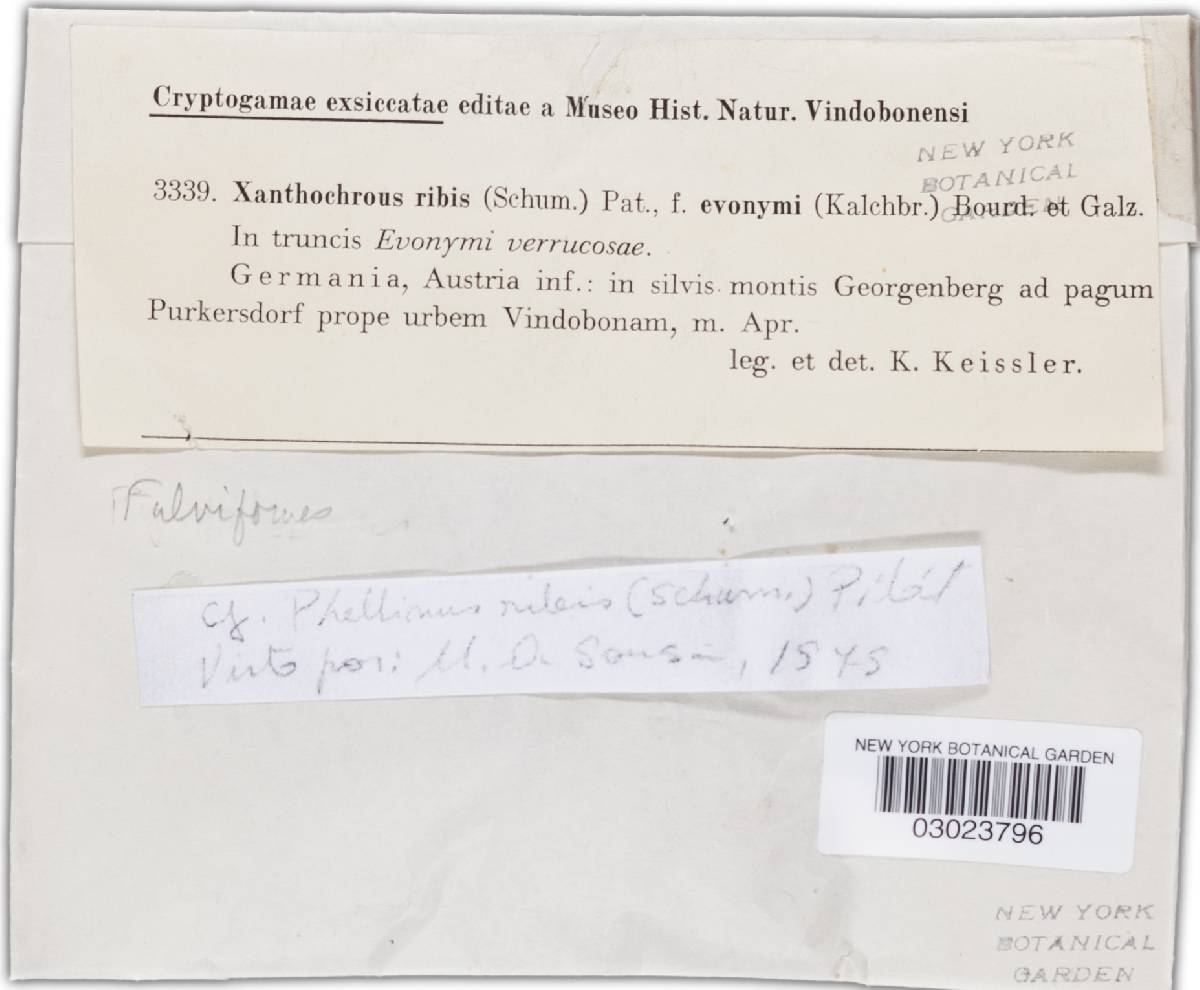 Cryptogamae exsiccatae editae a Museo Hist. Natur. Vindobonensi
NEW YORK
BOTANICAL
GARDEN
3339. Xanthochrous ribis (Schum.) Pat., f. evonymi (Kalchbr.) Bourd. et Galz.
In truncis Evonymi verrucosae.
Germania, Austria inf.: in silvis montis Georgenberg ad pagum
Purkersdorf prope urbem Vindobonam, m. Apr.
leg. et det. K. Keissler.
Fulvifomes
cf. Phellinus ribis (Schum.) Pilát
Visto por: M. A. Sousa,
NEW YORK BOTANICAL GARDEN
03023796
NEW YORK
BOTANICAL
GARDEN